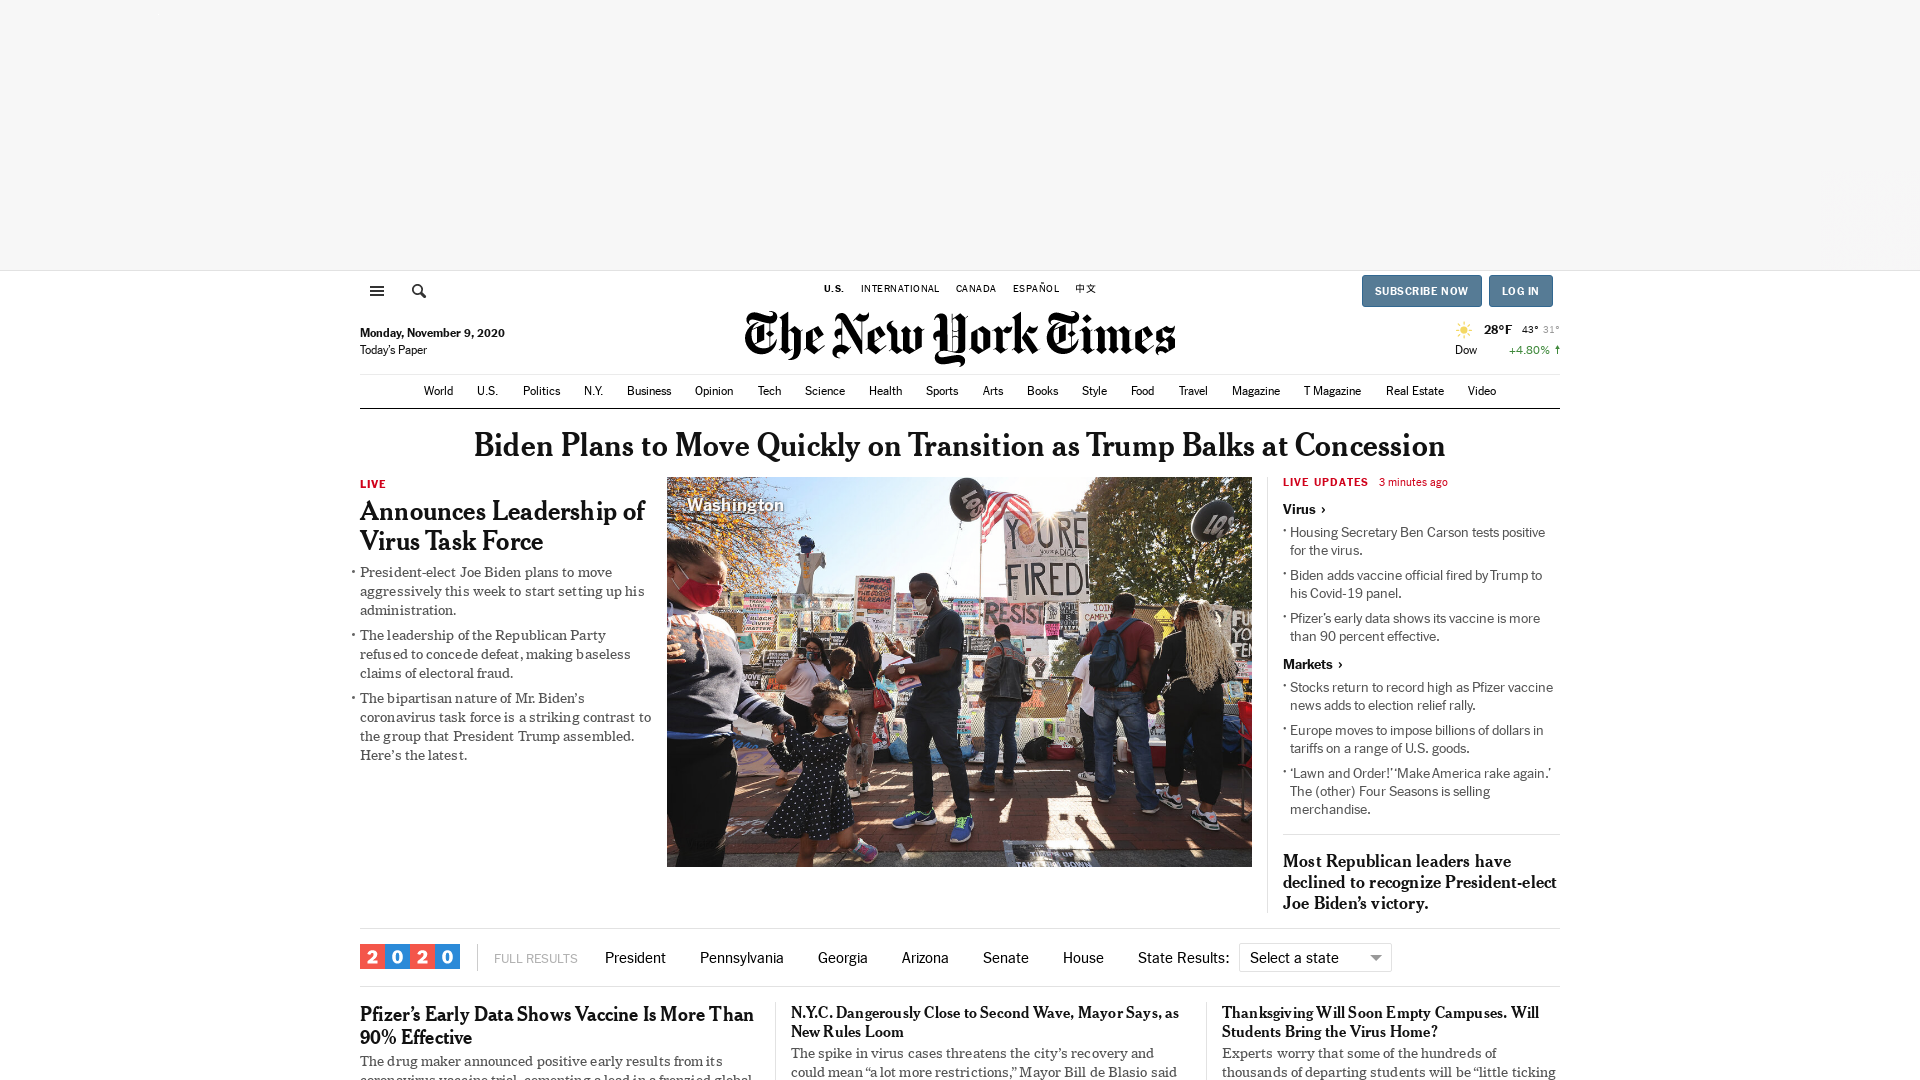 U.S. INTERNATIONAL CANADA ESPAÑOL 中文
SUBSCRIBE NOW LOG IN
Monday, November 9, 2020
Today's Paper
The New York Times
28°F 43° 31°
Dow +4.80% ↑
World U.S. Politics N.Y. Business Opinion Tech Science Health Sports Arts Books Style Food Travel Magazine T Magazine Real Estate Video
Biden Plans to Move Quickly on Transition as Trump Balks at Concession
LIVE
Announces Leadership of
Virus Task Force
• President-elect Joe Biden plans to move
aggressively this week to start setting up his
administration.
• The leadership of the Republican Party
refused to concede defeat, making baseless
claims of electoral fraud.
• The bipartisan nature of Mr. Biden's
coronavirus task force is a striking contrast to
the group that President Trump assembled.
Here's the latest.
Washington
YOU'RE
FIRED!
RESIST
LIVE UPDATES 3 minutes ago
Virus ›
• Housing Secretary Ben Carson tests positive
for the virus.
• Biden adds vaccine official fired by Trump to
his Covid-19 panel.
• Pfizer's early data shows its vaccine is more
than 90 percent effective.
Markets ›
• Stocks return to record high as Pfizer vaccine
news adds to election relief rally.
• Europe moves to impose billions of dollars in
tariffs on a range of U.S. goods.
• ‘Lawn and Order!’ ‘Make America rake again.’
The (other) Four Seasons is selling
merchandise.
Most Republican leaders have
declined to recognize President-elect
Joe Biden's victory.
2020 FULL RESULTS President Pennsylvania Georgia Arizona Senate House State Results: Select a state
Pfizer's Early Data Shows Vaccine Is More Than
90% Effective
The drug maker announced positive early results from its
coronavirus vaccine trial, cementing a lead in a frenzied global
N.Y.C. Dangerously Close to Second Wave, Mayor Says, as
New Rules Loom
The spike in virus cases threatens the city's recovery and
could mean “a lot more restrictions,” Mayor Bill de Blasio said
Thanksgiving Will Soon Empty Campuses. Will
Students Bring the Virus Home?
Experts worry that some of the hundreds of
thousands of departing students will be “little ticking